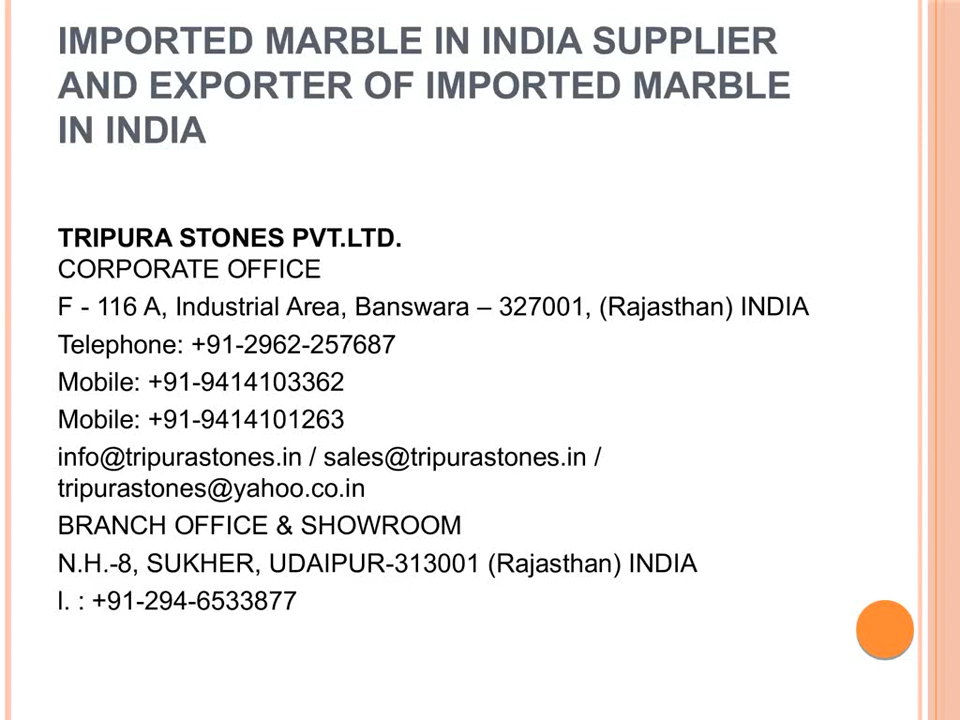 IMPORTED MARBLE IN INDIA SUPPLIER
AND EXPORTER OF IMPORTED MARBLE
IN INDIA
TRIPURA STONES PVT.LTD.
CORPORATE OFFICE
F - 116 A, Industrial Area, Banswara – 327001, (Rajasthan) INDIA
Telephone: +91-2962-257687
Mobile: +91-9414103362
Mobile: +91-9414101263
info@tripurastones.in / sales@tripurastones.in /
tripurastones@yahoo.co.in
BRANCH OFFICE & SHOWROOM
N.H.-8, SUKHER, UDAIPUR-313001 (Rajasthan) INDIA
l. : +91-294-6533877